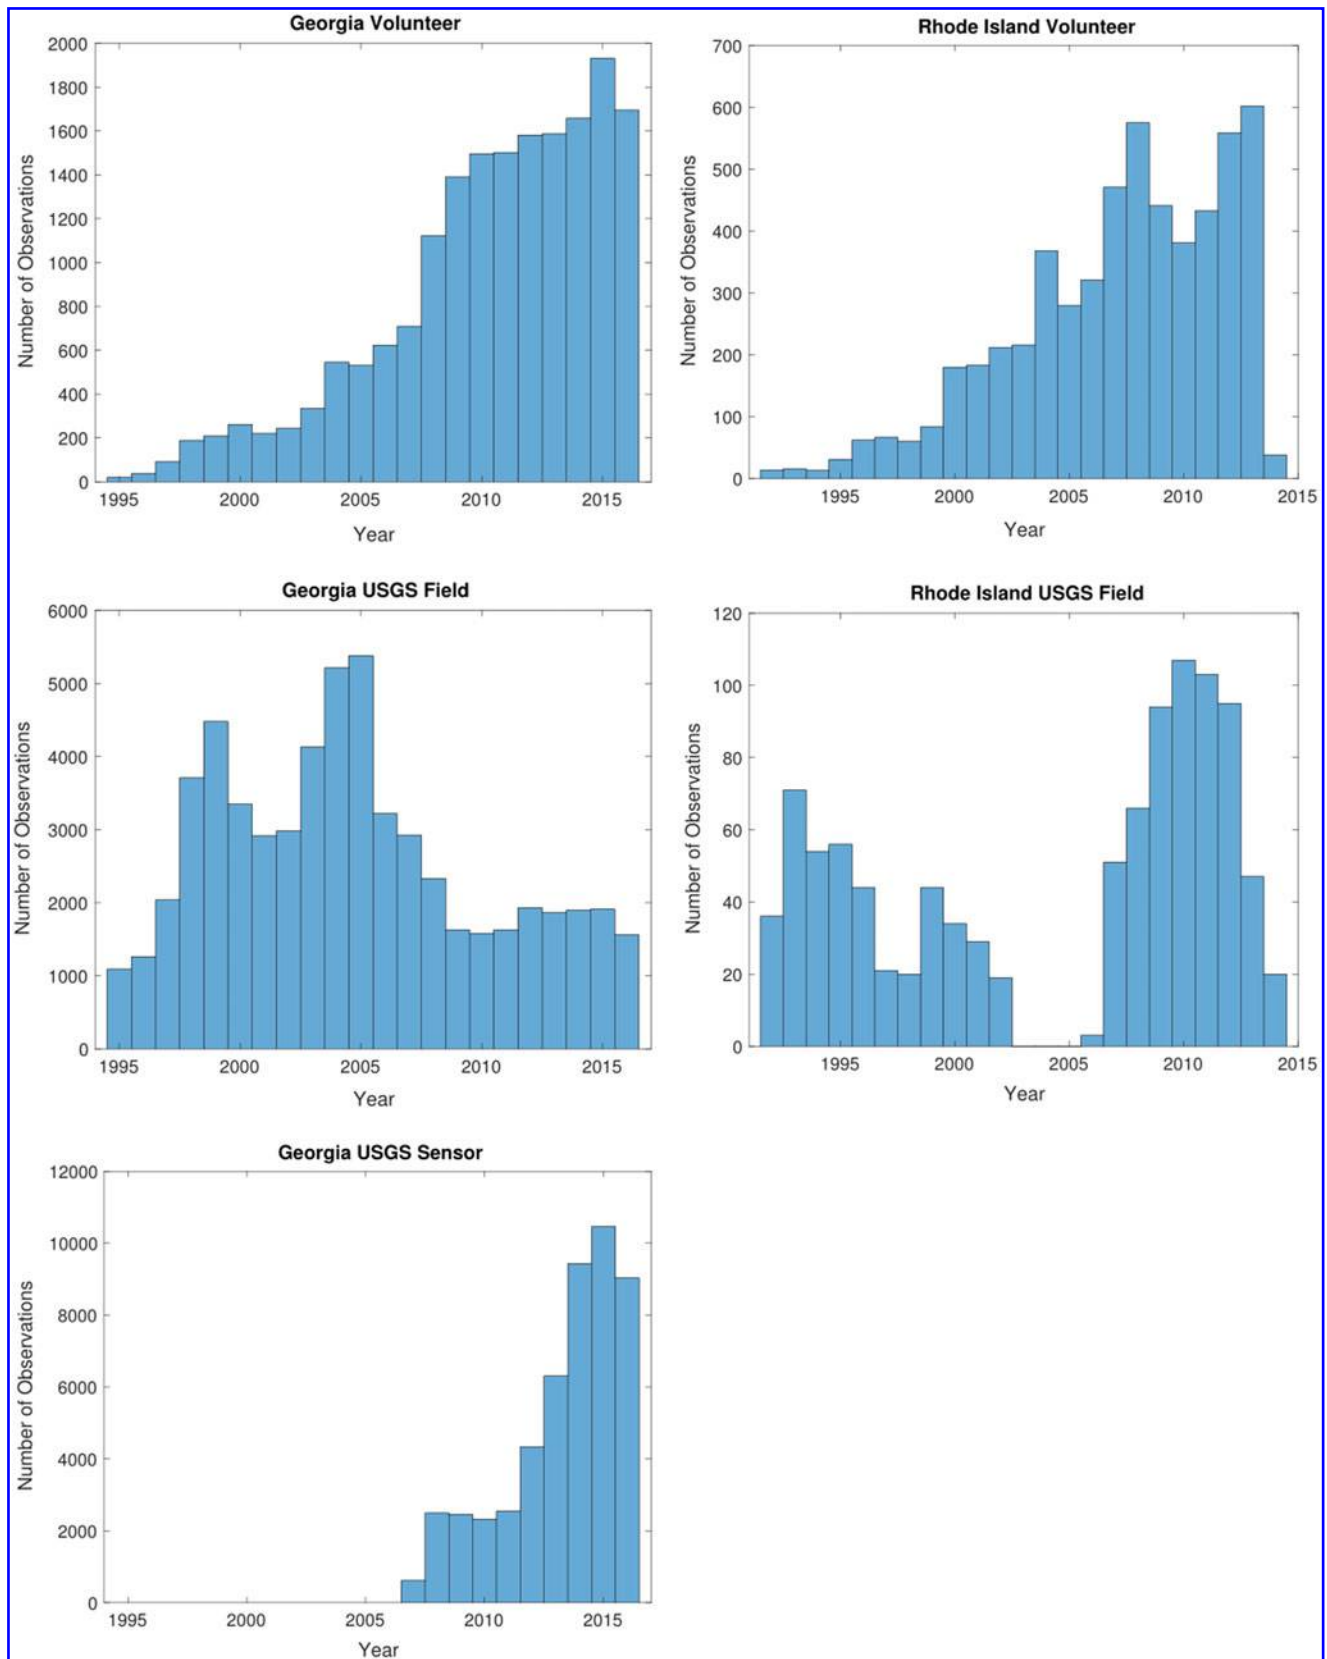 Georgia Volunteer
2000
1800
1600
1400
1200
1000
800
600
400
200
0
Number of Observations
1995 2000 2005 2010 2015
Year
Rhode Island Volunteer
700
600
500
400
300
200
100
0
Number of Observations
1995 2000 2005 2010 2015
Year
Georgia USGS Field
6000
5000
4000
3000
2000
1000
0
Number of Observations
1995 2000 2005 2010 2015
Year
Rhode Island USGS Field
120
100
80
60
40
20
0
Number of Observations
1995 2000 2005 2010 2015
Year
Georgia USGS Sensor
12000
10000
8000
6000
4000
2000
0
Number of Observations
1995 2000 2005 2010 2015
Year